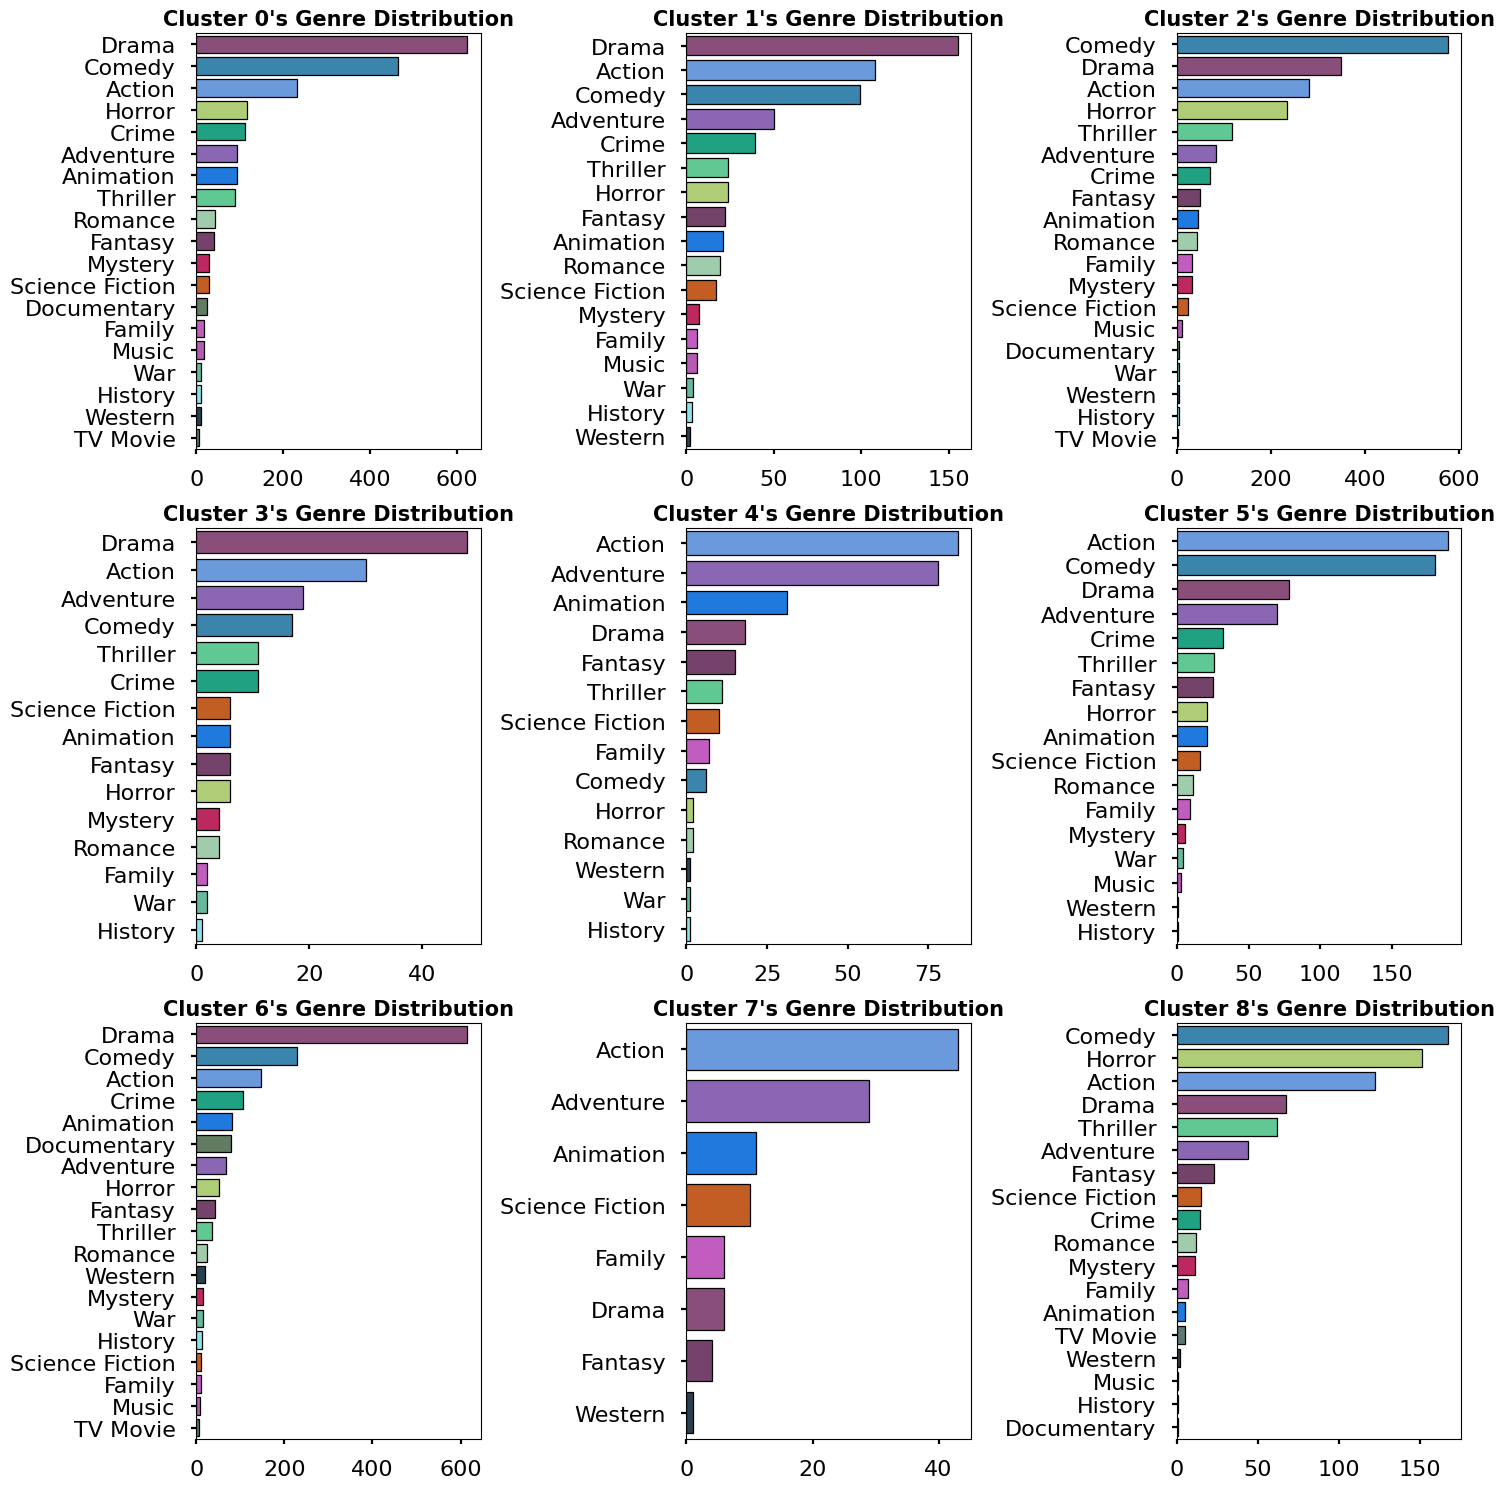 Cluster 0's Genre Distribution
Drama
Comedy
Action
Horror
Crime
Adventure
Animation
Thriller
Romance
Fantasy
Mystery
Science Fiction
Documentary
Family
Music
War
History
Western
TV Movie
0 200 400 600
Cluster 1's Genre Distribution
Drama
Action
Comedy
Adventure
Crime
Thriller
Horror
Fantasy
Animation
Romance
Science Fiction
Mystery
Family
Music
War
History
Western
0 50 100 150
Cluster 2's Genre Distribution
Comedy
Drama
Action
Horror
Thriller
Adventure
Crime
Fantasy
Animation
Romance
Family
Mystery
Science Fiction
Music
Documentary
War
Western
History
TV Movie
0 200 400 600
Cluster 3's Genre Distribution
Drama
Action
Adventure
Comedy
Thriller
Crime
Science Fiction
Animation
Fantasy
Horror
Mystery
Romance
Family
War
History
0 20 40
Cluster 4's Genre Distribution
Action
Adventure
Animation
Drama
Fantasy
Thriller
Science Fiction
Family
Comedy
Horror
Romance
Western
War
History
0 25 50 75
Cluster 5's Genre Distribution
Action
Comedy
Drama
Adventure
Crime
Thriller
Fantasy
Horror
Animation
Science Fiction
Romance
Family
Mystery
War
Music
Western
History
0 50 100 150
Cluster 6's Genre Distribution
Drama
Comedy
Action
Crime
Animation
Documentary
Adventure
Horror
Fantasy
Thriller
Romance
Western
Mystery
War
History
Science Fiction
Family
Music
TV Movie
0 200 400 600
Cluster 7's Genre Distribution
Action
Adventure
Animation
Science Fiction
Family
Drama
Fantasy
Western
0 20 40
Cluster 8's Genre Distribution
Comedy
Horror
Action
Drama
Thriller
Adventure
Fantasy
Science Fiction
Crime
Romance
Mystery
Family
Animation
TV Movie
Western
Music
History
Documentary
0 50 100 150